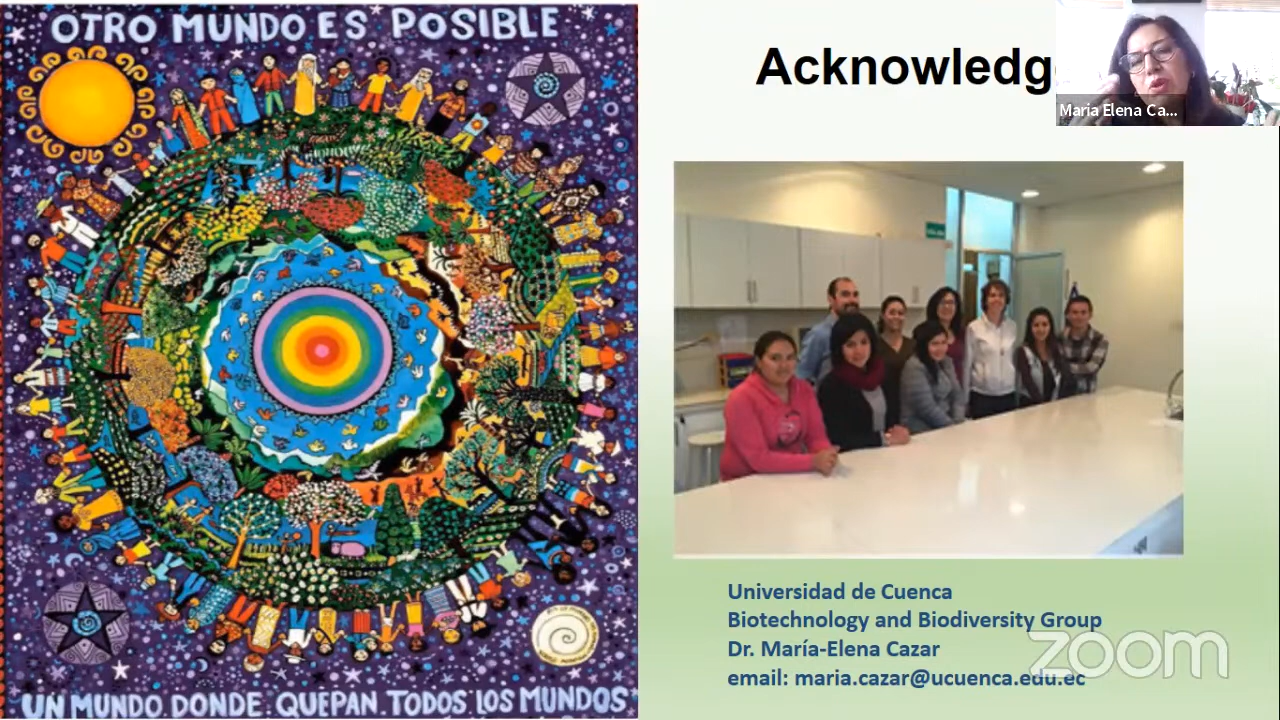 OTRO MUNDO ES POSIBLE
UN MUNDO DONDE QUEPAN TODOS LOS MUNDOS
Acknowledg
Maria Elena Ca...
Universidad de Cuenca
Biotechnology and Biodiversity Group
Dr. María-Elena Cazar
email: maria.cazar@ucuenca.edu.ec
zoom